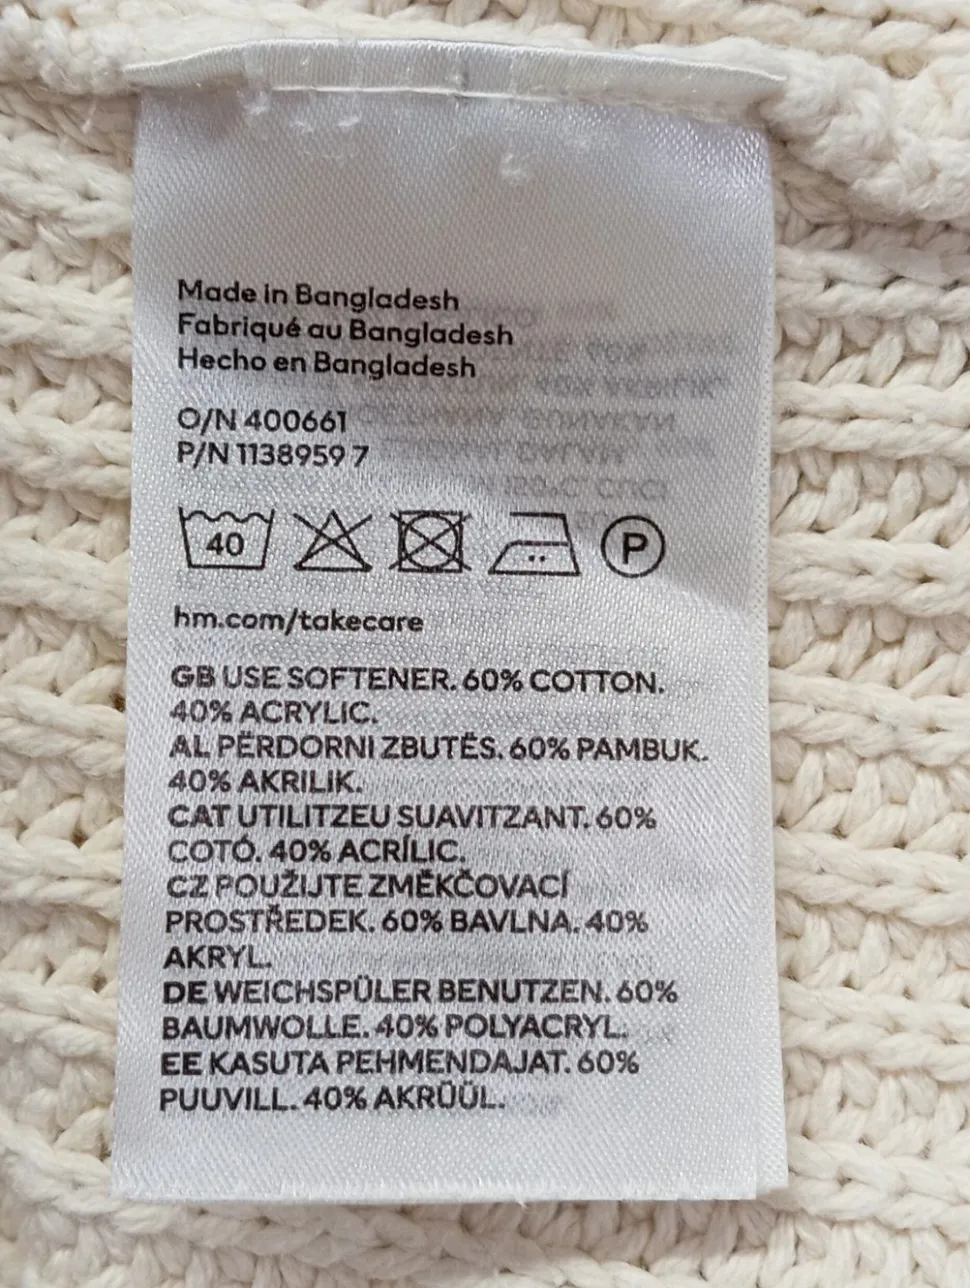 Made in Bangladesh
Fabriqué au Bangladesh
Hecho en Bangladesh
O/N 400661
P/N 1138959 7
40 P
hm.com/takecare
GB USE SOFTENER. 60% COTTON.
40% ACRYLIC.
AL PËRDORNI ZBUTËS. 60% PAMBUK.
40% AKRILIK.
CAT UTILITZEU SUAVITZANT. 60%
COTÓ. 40% ACRÍLIC.
CZ POUŽIJTE ZMĚKČOVACÍ
PROSTŘEDEK. 60% BAVLNA. 40%
AKRYL.
DE WEICHSPÜLER BENUTZEN. 60%
BAUMWOLLE. 40% POLYACRYL.
EE KASUTA PEHMENDAJAT. 60%
PUUVILL. 40% AKRÜÜL.